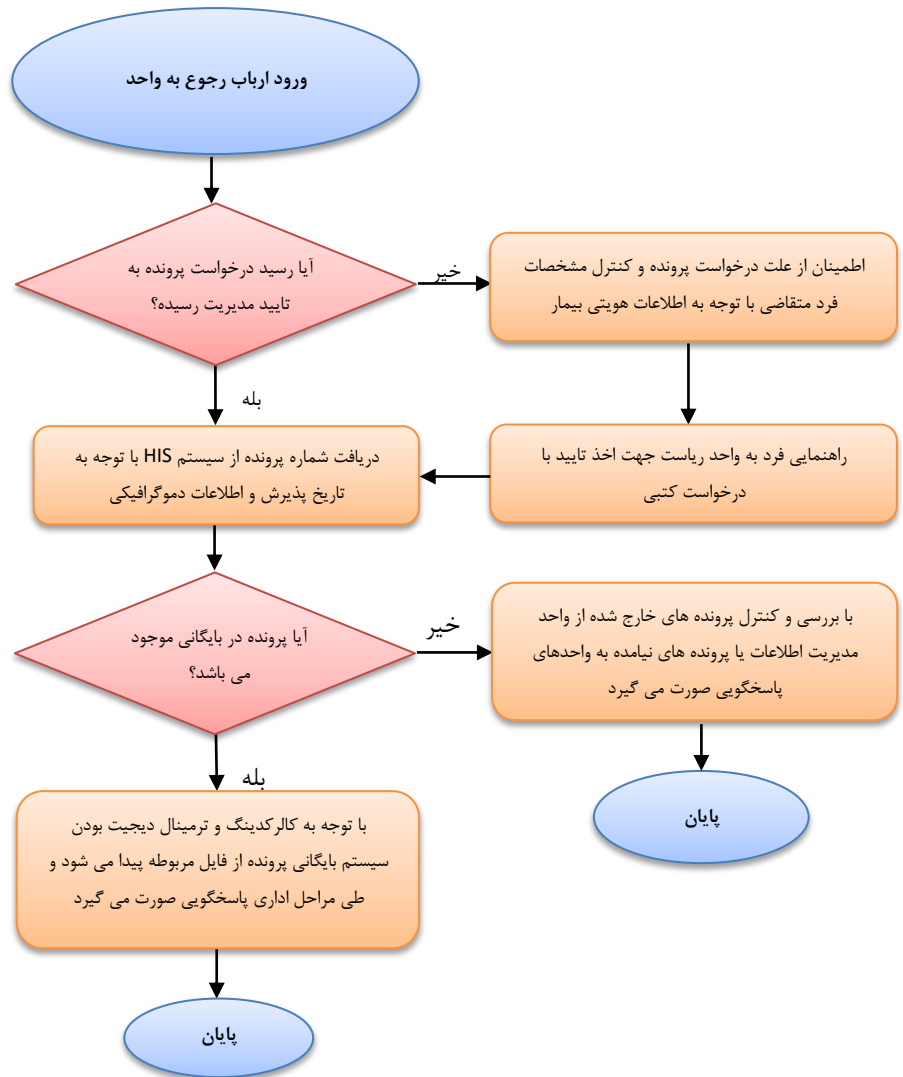 ورود ارباب رجوع به واحد
آیا رسید درخواست پرونده به
تایید مدیریت رسیده؟
خیر
اطمینان از علت درخواست پرونده و کنترل مشخصات
فرد متقاضی با توجه به اطلاعات هویتی بیمار
بله
راهنمایی فرد به واحد ریاست جهت اخذ تایید با
درخواست کتبی
دریافت شماره پرونده از سیستم HIS با توجه به
تاریخ پذیرش و اطلاعات دموگرافیکی
آیا پرونده در بایگانی موجود
می باشد؟
خیر
با بررسی و کنترل پرونده های خارج شده از واحد
مدیریت اطلاعات یا پرونده های نیامده به واحدهای
پاسخگویی صورت می گیرد
پایان
بله
با توجه به کالرکدینگ و ترمینال دیجیت بودن
سیستم بایگانی پرونده از فایل مربوطه پیدا می شود و
طی مراحل اداری پاسخگویی صورت می گیرد
پایان